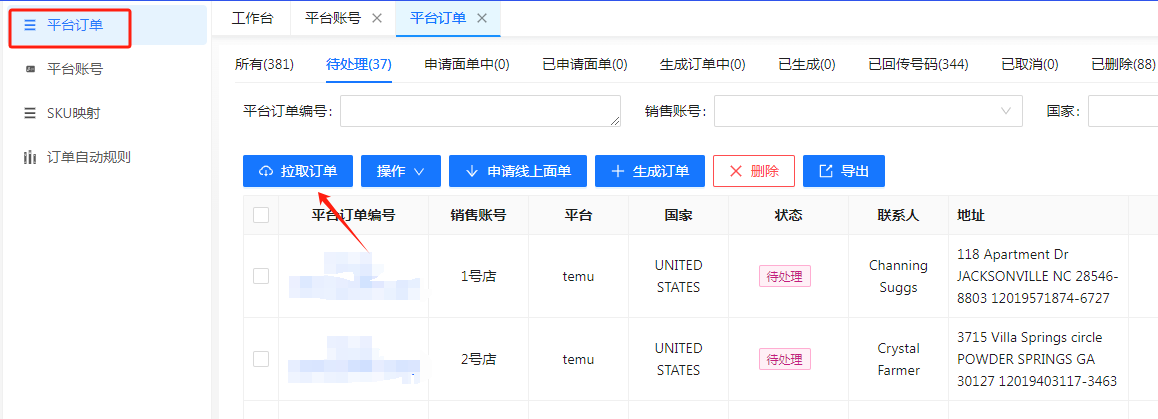 平台订单
平台账号
SKU映射
订单自动规则
工作台 平台账号 平台订单
所有(381) 待处理(37) 申请面单中(0) 已申请面单(0) 生成订单中(0) 已生成(0) 已回传号码(344) 已取消(0) 已删除(88)
平台订单编号: 销售账号: 国家:
拉取订单 操作 申请线上面单 生成订单 删除 导出
平台订单编号 销售账号 平台 国家 状态 联系人 地址
1号店 temu UNITED STATES 待处理 Channing Suggs
118 Apartment Dr
JACKSONVILLE NC 28546-
8803 12019571874-6727
2号店 temu UNITED STATES 待处理 Crystal Farmer
3715 Villa Springs circle
POWDER SPRINGS GA
30127 12019403117-3463